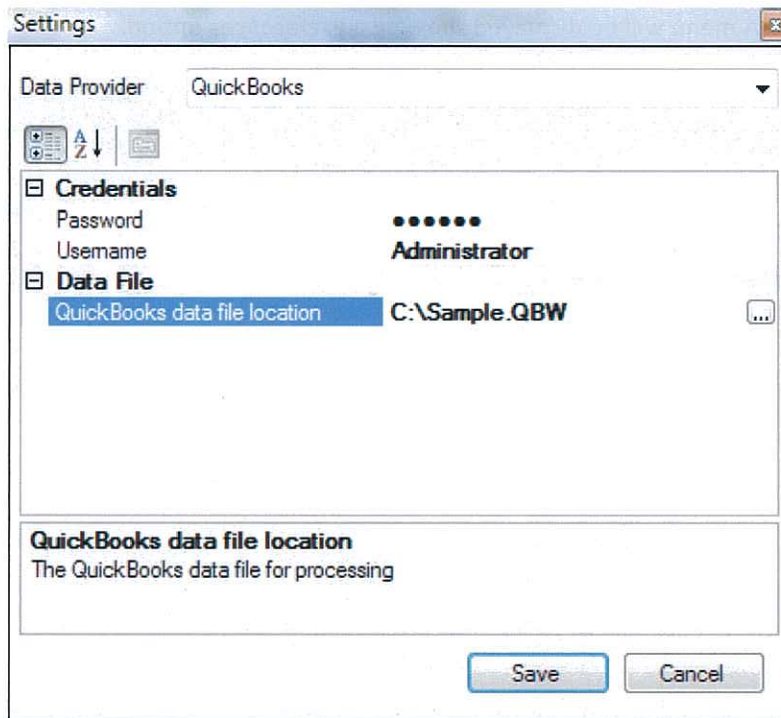 Settings
Data Provider QuickBooks
A
Z
Credentials
Password ●●●●●●
Username Administrator
Data File
QuickBooks data file location C:\Sample.QBW ...
QuickBooks data file location
The QuickBooks data file for processing
Save Cancel